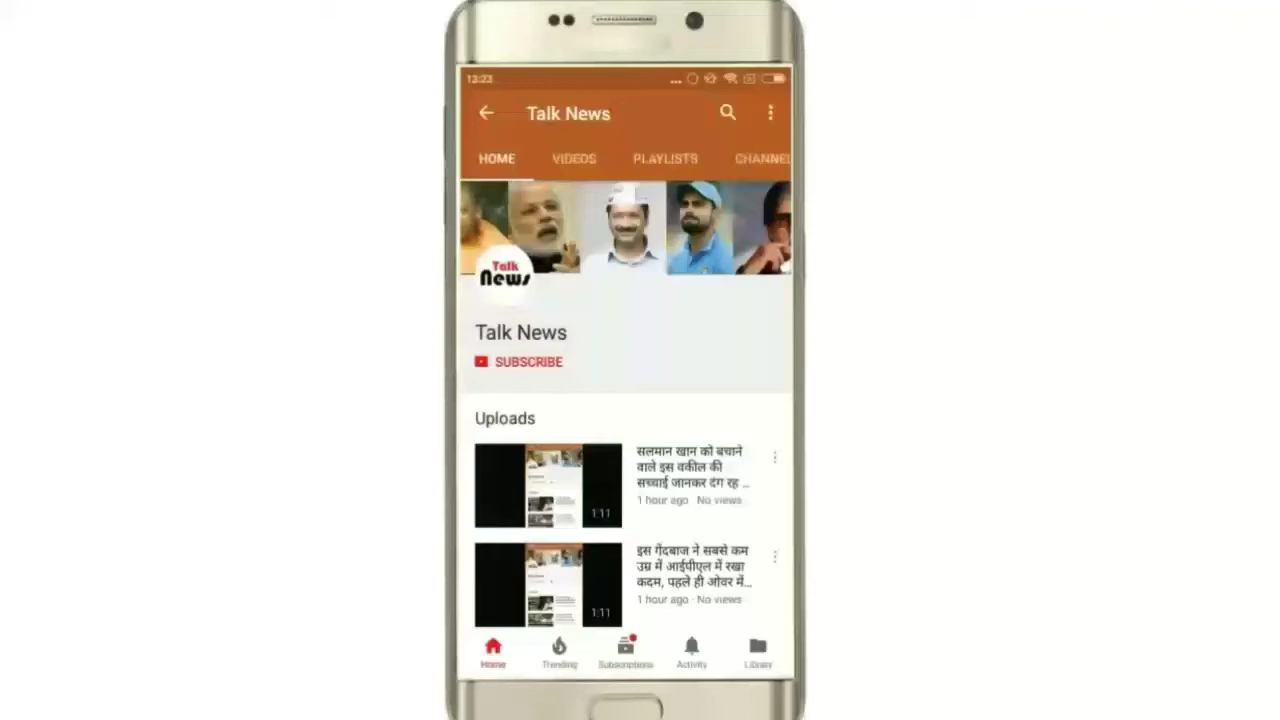 13:23
Talk News
HOME VIDEOS PLAYLISTS CHANNEL
Talk
News
Talk News
SUBSCRIBE
Uploads
सलमान खान को बचाने
वाले इस वकील की
सच्चाई जानकर दंग रह ...
1 hour ago · No views
1:11
इस गेंदबाज ने सबसे कम
उम्र में आईपीएल में रखा
कदम, पहले ही ओवर में...
1 hour ago · No views
1:11
Home Trending Subscriptions Activity Library